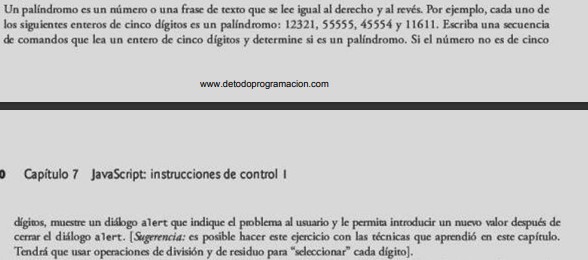 Un palíndromo es un número o una frase de texto que se lee igual al derecho y al revés. Por ejemplo, cada uno de
los siguientes enteros de cinco dígitos es un palíndromo: 12321, 55555, 45554 y 11611. Escriba una secuencia
de comandos que lea un entero de cinco dígitos y determine si es un palíndromo. Si el número no es de cinco
www.detodoprogramacion.com
0 Capítulo 7 JavaScript: instrucciones de control I
dígitos, muestre un diálogo alert que indique el problema al usuario y le permita introducir un nuevo valor después de
cerrar el diálogo alert. [Sugerencia: es posible hacer este ejercicio con las técnicas que aprendió en este capítulo.
Tendrá que usar operaciones de división y de residuo para “seleccionar” cada dígito].